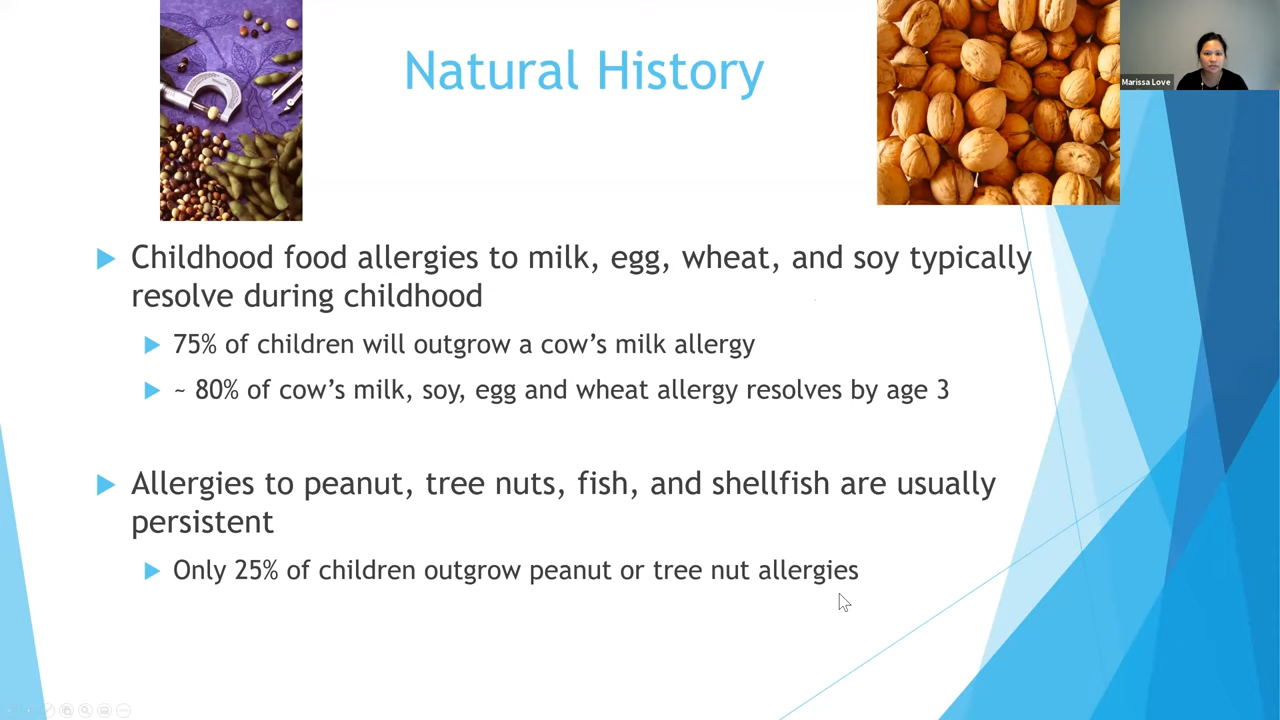 Natural History
Marissa Love
Childhood food allergies to milk, egg, wheat, and soy typically
resolve during childhood
75% of children will outgrow a cow’s milk allergy
~ 80% of cow’s milk, soy, egg and wheat allergy resolves by age 3
Allergies to peanut, tree nuts, fish, and shellfish are usually
persistent
Only 25% of children outgrow peanut or tree nut allergies